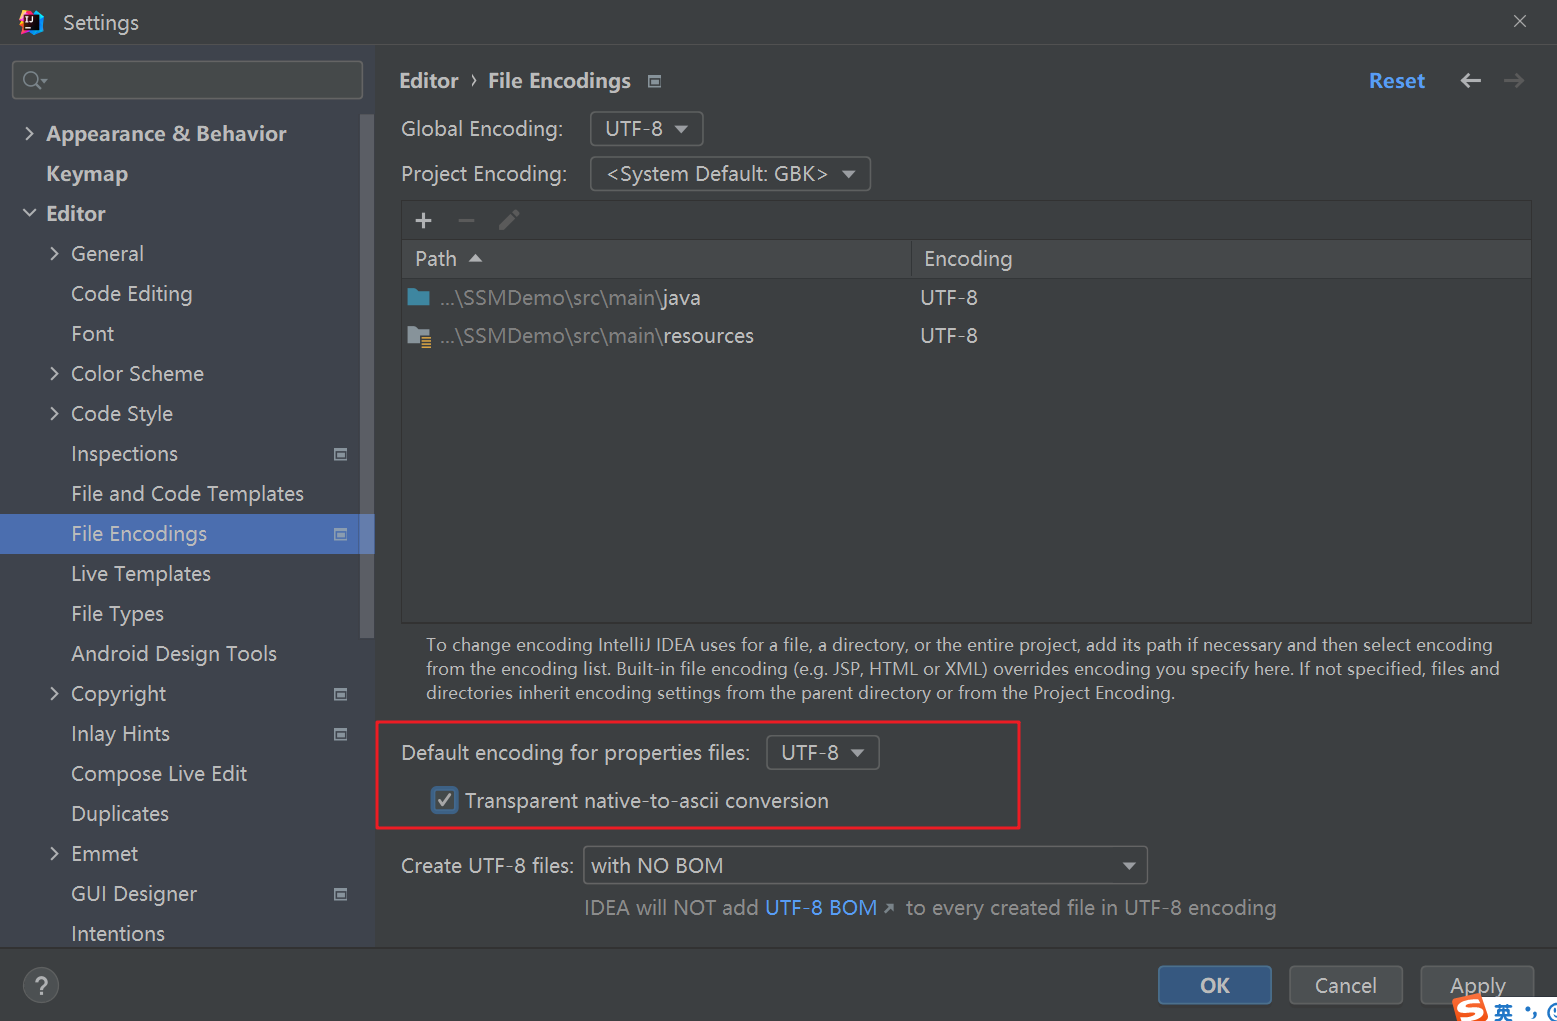 Settings
Editor › File Encodings
Reset
Global Encoding: UTF-8
Project Encoding: <System Default: GBK>
Path Encoding
...\SSMDemo\src\main\java UTF-8
...\SSMDemo\src\main\resources UTF-8
To change encoding IntelliJ IDEA uses for a file, a directory, or the entire project, add its path if necessary and then select encoding
from the encoding list. Built-in file encoding (e.g. JSP, HTML or XML) overrides encoding you specify here. If not specified, files and
directories inherit encoding settings from the parent directory or from the Project Encoding.
Default encoding for properties files: UTF-8
Transparent native-to-ascii conversion
Create UTF-8 files: with NO BOM
IDEA will NOT add UTF-8 BOM to every created file in UTF-8 encoding
Appearance & Behavior
Keymap
Editor
General
Code Editing
Font
Color Scheme
Code Style
Inspections
File and Code Templates
File Encodings
Live Templates
File Types
Android Design Tools
Copyright
Inlay Hints
Compose Live Edit
Duplicates
Emmet
GUI Designer
Intentions
?
OK
Cancel
Apply
英